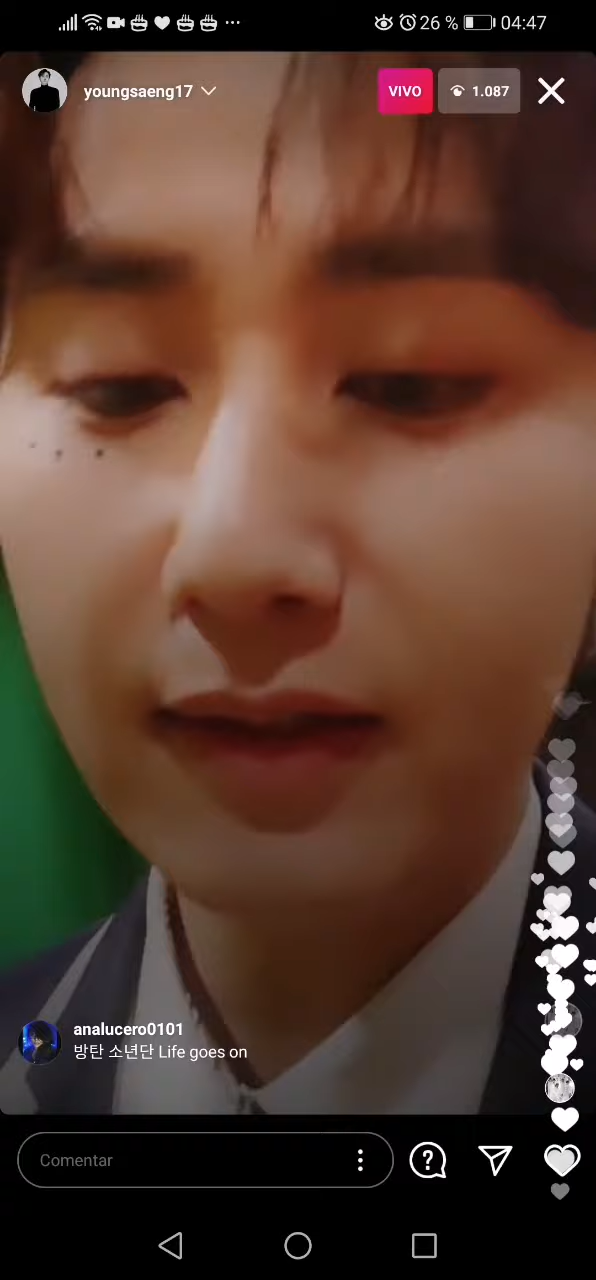 26 % 04:47
youngsaeng17 VIVO 1.087
analucero0101
방탄 소년단 Life goes on
Comentar